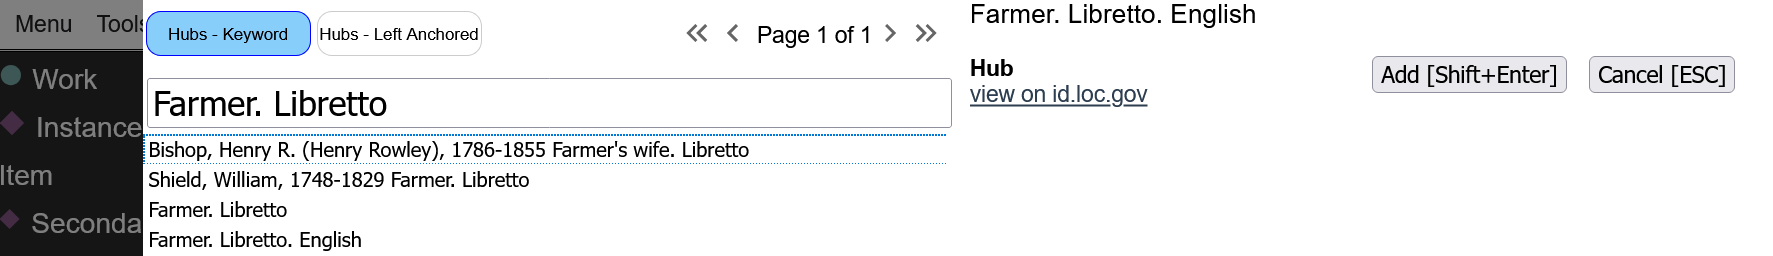 Menu Tools
Work
Instance
Item
Seconda
Hubs - Keyword
Hubs - Left Anchored
Page 1 of 1
Farmer. Libretto
Bishop, Henry R. (Henry Rowley), 1786-1855 Farmer's wife. Libretto
Shield, William, 1748-1829 Farmer. Libretto
Farmer. Libretto
Farmer. Libretto. English
Farmer. Libretto. English
Hub
view on id.loc.gov
Add [Shift+Enter]
Cancel [ESC]